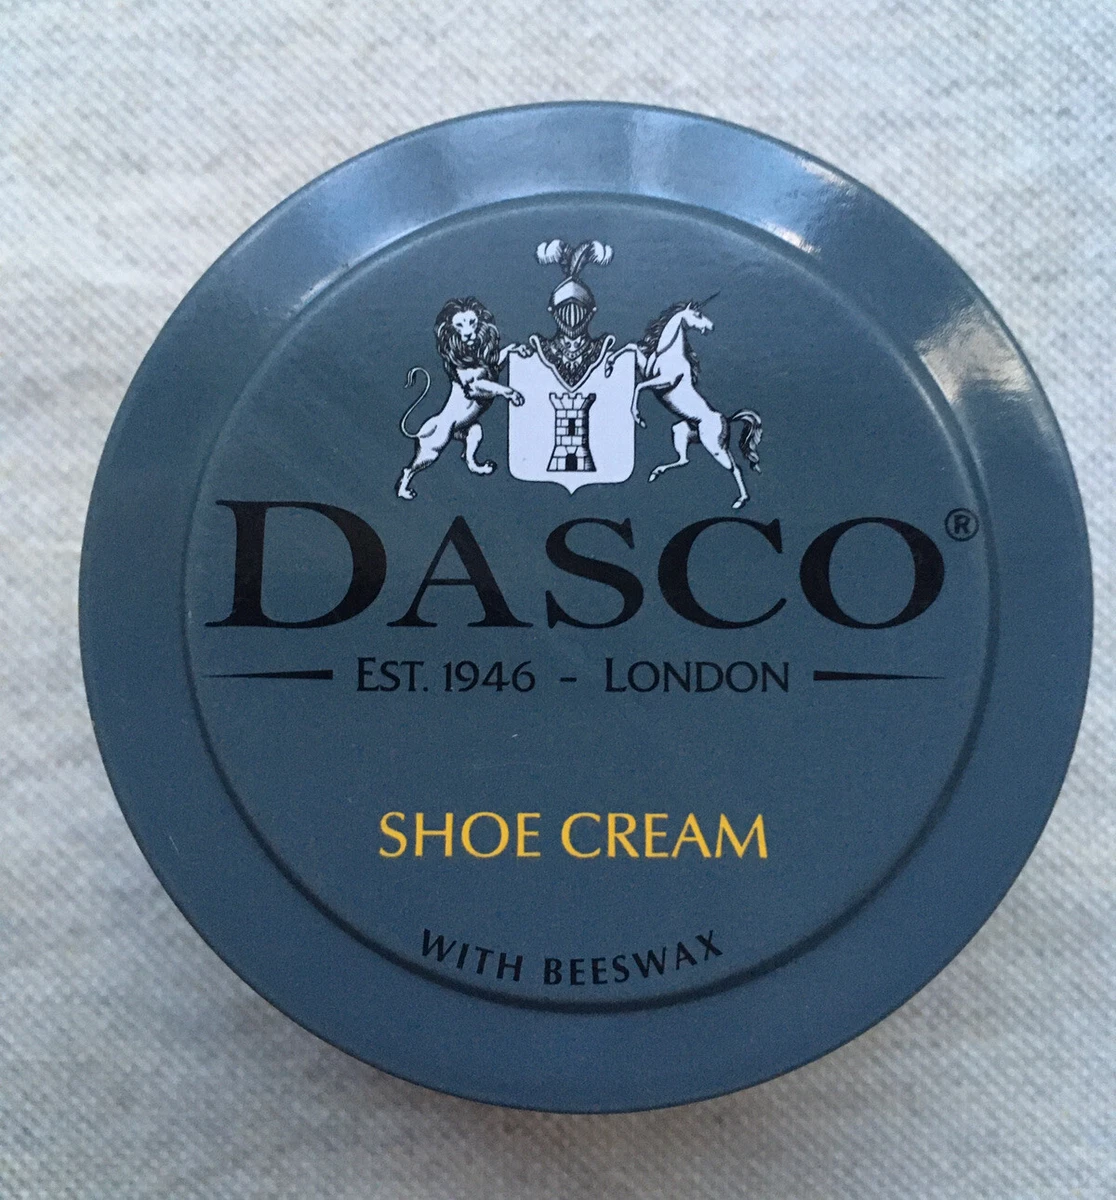 DASCO®
EST. 1946 - LONDON
SHOE CREAM
WITH BEESWAX